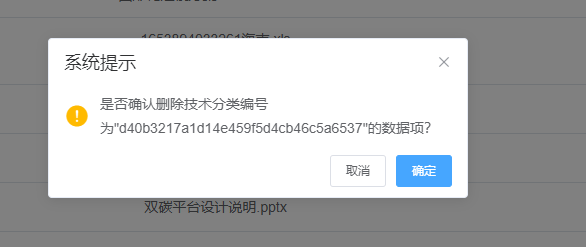 系统提示
是否确认删除技术分类编号
为"d40b3217a1d14e459f5d4cb46c5a6537"的数据项?
取消
确定
双碳平台设计说明.pptx